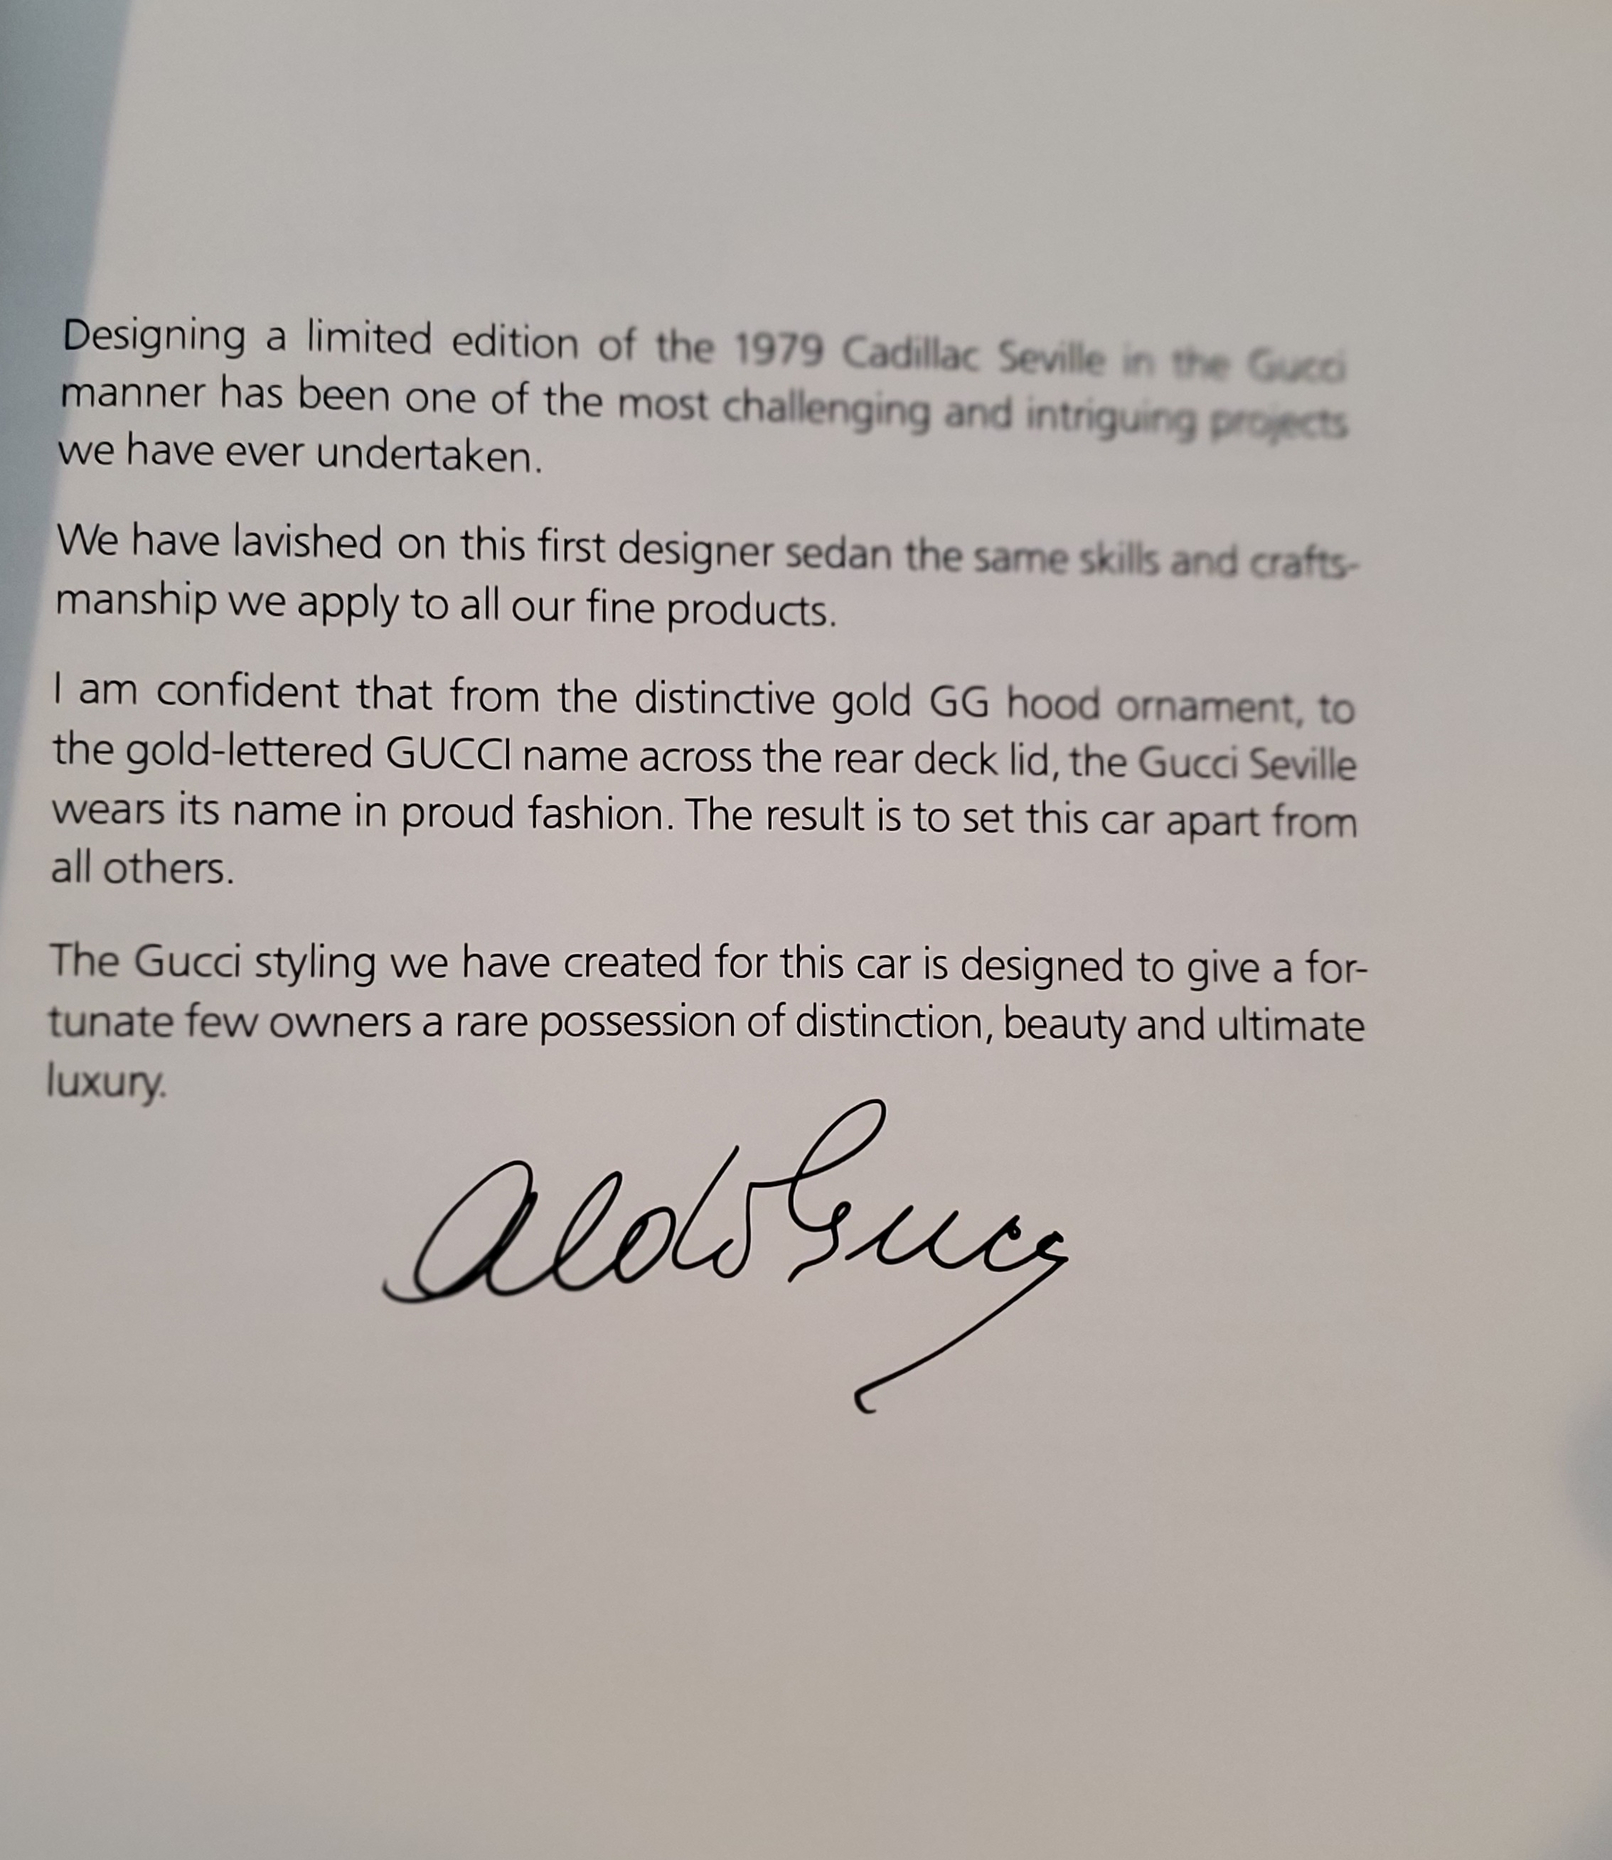 Designing a limited edition of the 1979 Cadillac Seville in the Gucci
manner has been one of the most challenging and intriguing projects
we have ever undertaken.
We have lavished on this first designer sedan the same skills and crafts-
manship we apply to all our fine products.
I am confident that from the distinctive gold GG hood ornament, to
the gold-lettered GUCCI name across the rear deck lid, the Gucci Seville
wears its name in proud fashion. The result is to set this car apart from
all others.
The Gucci styling we have created for this car is designed to give a for-
tunate few owners a rare possession of distinction, beauty and ultimate
luxury.
Aldo Gucci